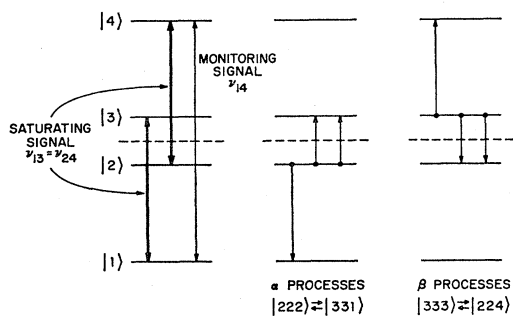 |4⟩
MONITORING
SIGNAL
ν14
|3⟩
SATURATING
SIGNAL
ν13 = ν24
|2⟩
|1⟩
α PROCESSES
|222⟩⇄|331⟩
β PROCESSES
|333⟩⇄|224⟩